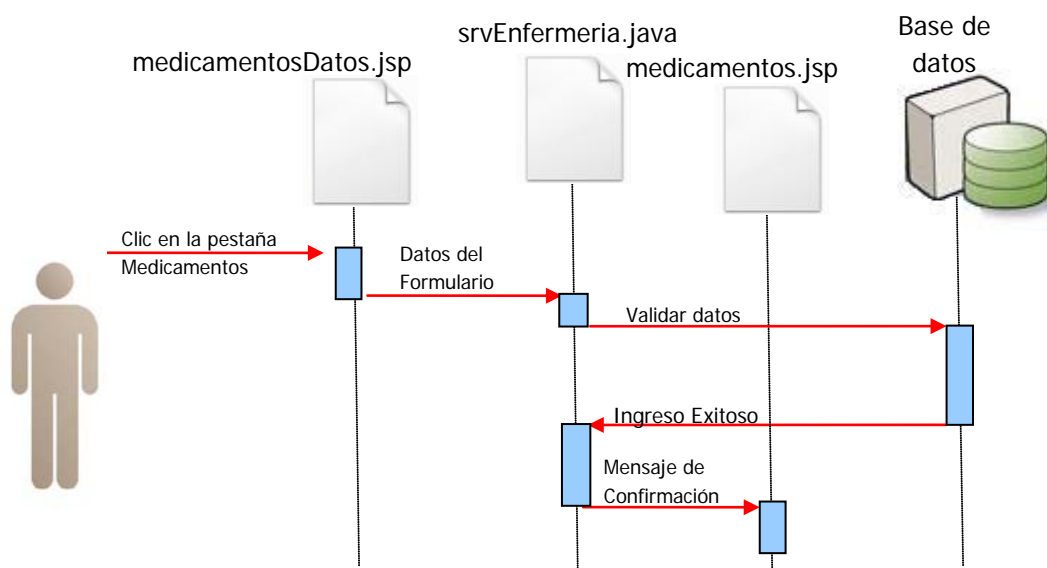 medicamentosDatos.jsp
srvEnfermeria.java
medicamentos.jsp
Base de
datos
Clic en la pestaña
Medicamentos
Datos del
Formulario
Validar datos
Ingreso Exitoso
Mensaje de
Confirmación